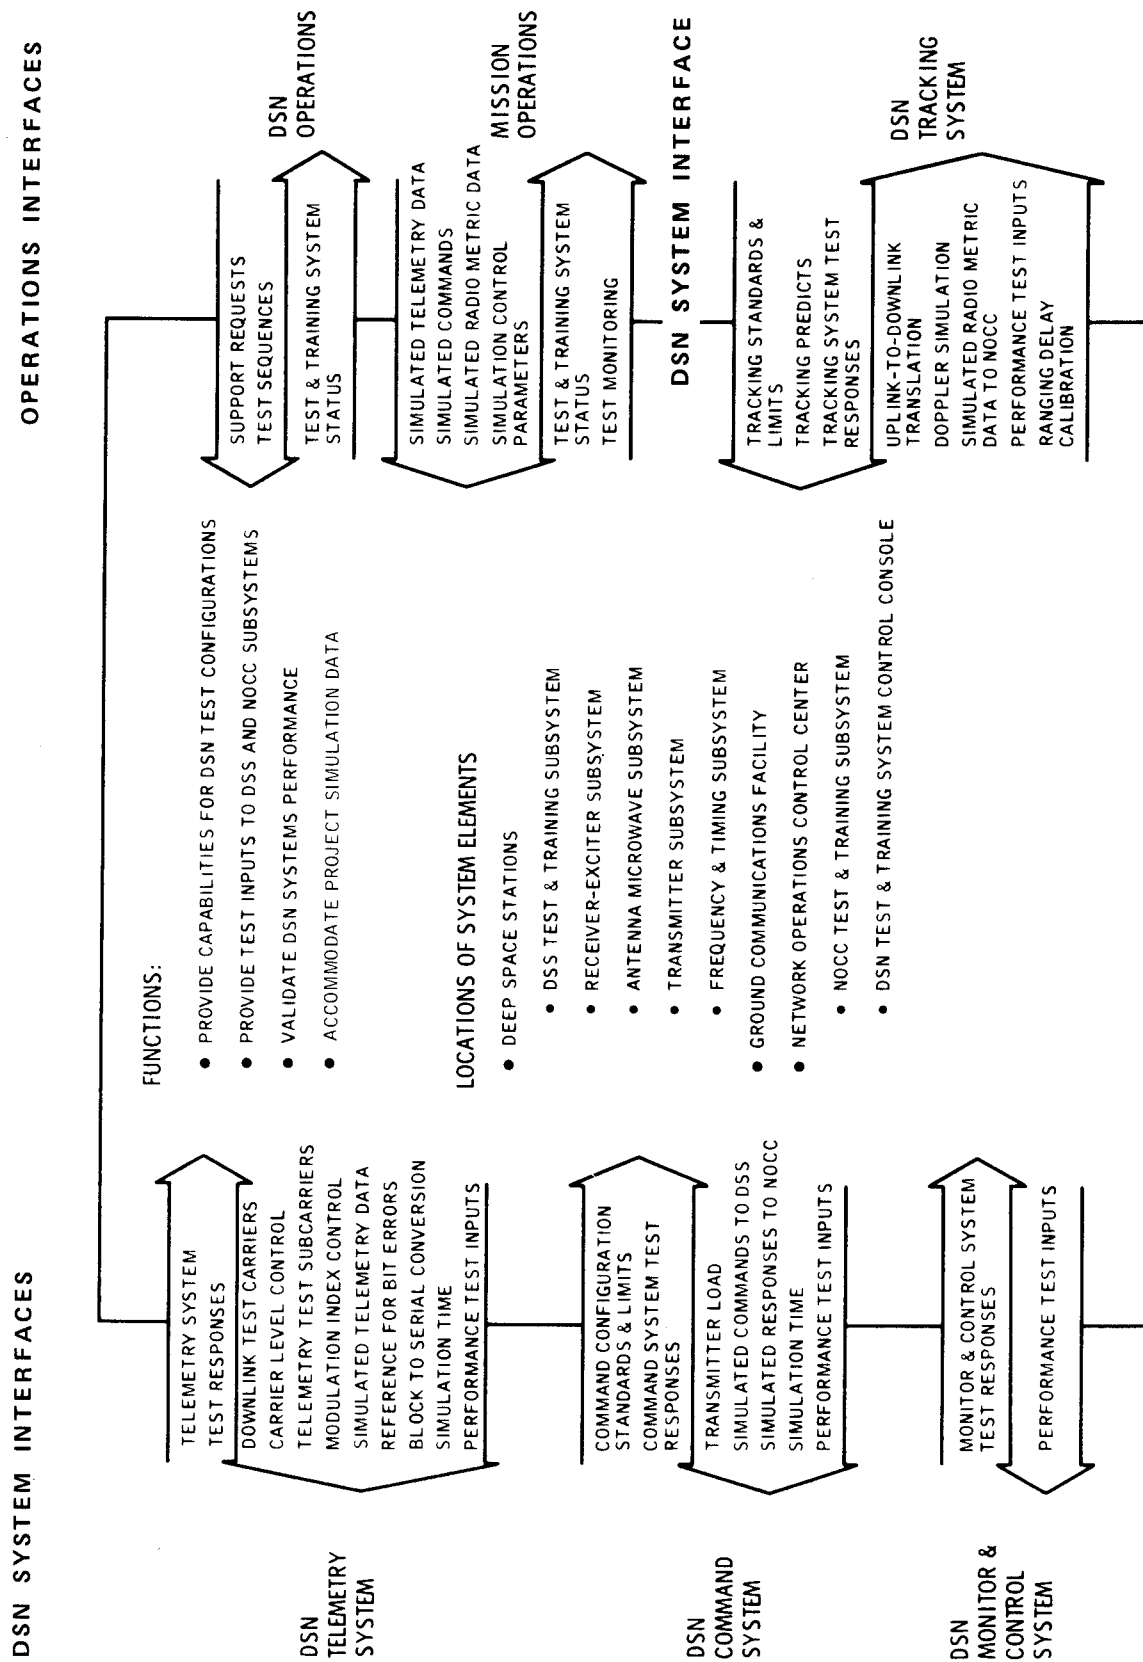 DSN SYSTEM INTERFACES
OPERATIONS INTERFACES
DSN
TELEMETRY
SYSTEM
TELEMETRY SYSTEM
TEST RESPONSES
DOWNLINK TEST CARRIERS
CARRIER LEVEL CONTROL
TELEMETRY TEST SUBCARRIERS
MODULATION INDEX CONTROL
SIMULATED TELEMETRY DATA
REFERENCE FOR BIT ERRORS
BLOCK TO SERIAL CONVERSION
SIMULATION TIME
PERFORMANCE TEST INPUTS
DSN
COMMAND
SYSTEM
COMMAND CONFIGURATION
STANDARDS & LIMITS
COMMAND SYSTEM TEST
RESPONSES
TRANSMITTER LOAD
SIMULATED COMMANDS TO DSS
SIMULATED RESPONSES TO NOCC
SIMULATION TIME
PERFORMANCE TEST INPUTS
DSN
MONITOR &
CONTROL
SYSTEM
MONITOR & CONTROL SYSTEM
TEST RESPONSES
PERFORMANCE TEST INPUTS
FUNCTIONS:
• PROVIDE CAPABILITIES FOR DSN TEST CONFIGURATIONS
• PROVIDE TEST INPUTS TO DSS AND NOCC SUBSYSTEMS
• VALIDATE DSN SYSTEMS PERFORMANCE
• ACCOMMODATE PROJECT SIMULATION DATA
LOCATIONS OF SYSTEM ELEMENTS
• DEEP SPACE STATIONS
• DSS TEST & TRAINING SUBSYSTEM
• RECEIVER-EXCITER SUBSYSTEM
• ANTENNA MICROWAVE SUBSYSTEM
• TRANSMITTER SUBSYSTEM
• FREQUENCY & TIMING SUBSYSTEM
• GROUND COMMUNICATIONS FACILITY
• NETWORK OPERATIONS CONTROL CENTER
• NOCC TEST & TRAINING SUBSYSTEM
• DSN TEST & TRAINING SYSTEM CONTROL CONSOLE
SUPPORT REQUESTS
TEST SEQUENCES
TEST & TRAINING SYSTEM
STATUS
DSN
OPERATIONS
SIMULATED TELEMETRY DATA
SIMULATED COMMANDS
SIMULATED RADIO METRIC DATA
SIMULATION CONTROL
PARAMETERS
TEST & TRAINING SYSTEM
STATUS
TEST MONITORING
MISSION
OPERATIONS
DSN SYSTEM INTERFACE
TRACKING STANDARDS &
LIMITS
TRACKING PREDICTS
TRACKING SYSTEM TEST
RESPONSES
UPLINK-TO-DOWNLINK
TRANSLATION
DOPPLER SIMULATION
SIMULATED RADIO METRIC
DATA TO NOCC
PERFORMANCE TEST INPUTS
RANGING DELAY
CALIBRATION
DSN
TRACKING
SYSTEM